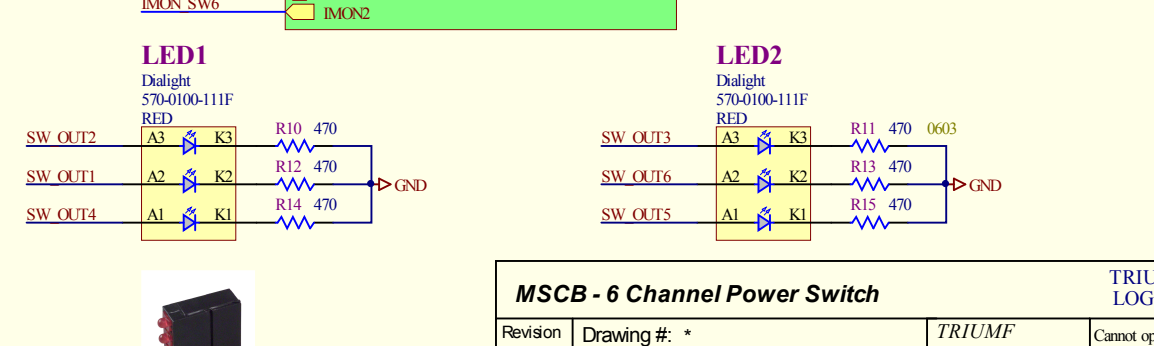 IMON_SW6
IMON2
LED1
Dialight
570-0100-111F
RED
SW_OUT2 A3 K3 R10 470
SW_OUT1 A2 K2 R12 470 GND
SW_OUT4 A1 K1 R14 470
LED2
Dialight
570-0100-111F
RED
SW_OUT3 A3 K3 R11 470 0603
SW_OUT6 A2 K2 R13 470 GND
SW_OUT5 A1 K1 R15 470
MSCB - 6 Channel Power Switch
TRIU
LOG
Revision Drawing #: * TRIUMF Cannot op